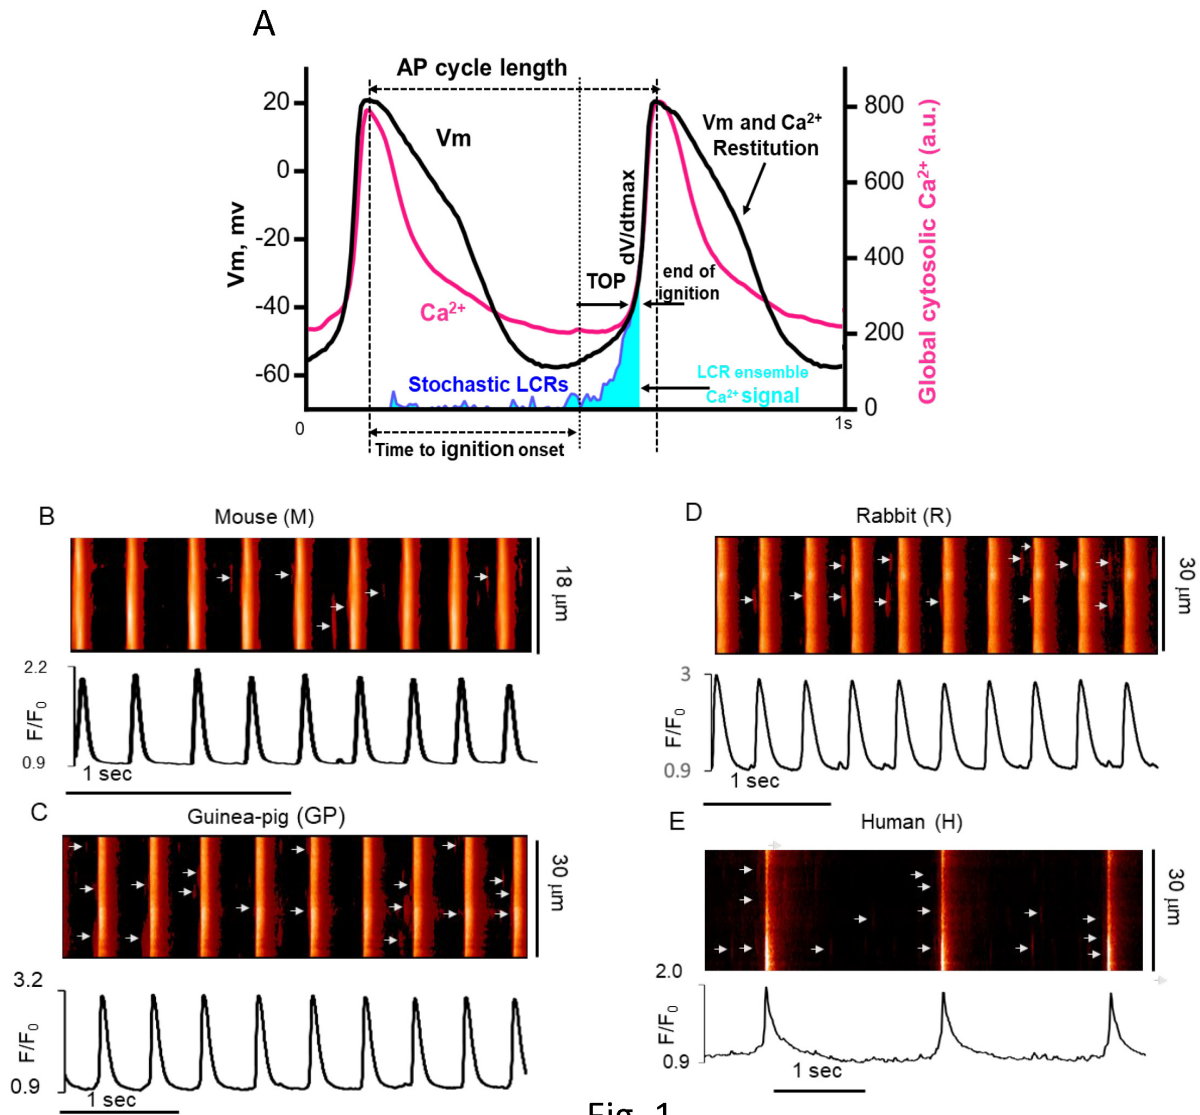 A
AP cycle length
20
0
-20
-40
-60
Vm, mv
Vm
Ca²⁺
Vm and Ca²⁺
Restitution
dV/dtmax
TOP
end of
ignition
Stochastic LCRs
LCR ensemble
Ca²⁺ signal
800
600
400
200
0
Global cytosolic Ca²⁺ (a.u.)
0
1s
Time to ignition onset
B
Mouse (M)
18 μm
2.2
F/F₀
0.9
1 sec
C
Guinea-pig (GP)
30 μm
3.2
F/F₀
0.9
1 sec
D
Rabbit (R)
30 μm
3
F/F₀
0.9
1 sec
E
Human (H)
30 μm
2.0
F/F₀
0.9
1 sec
Fig. 1